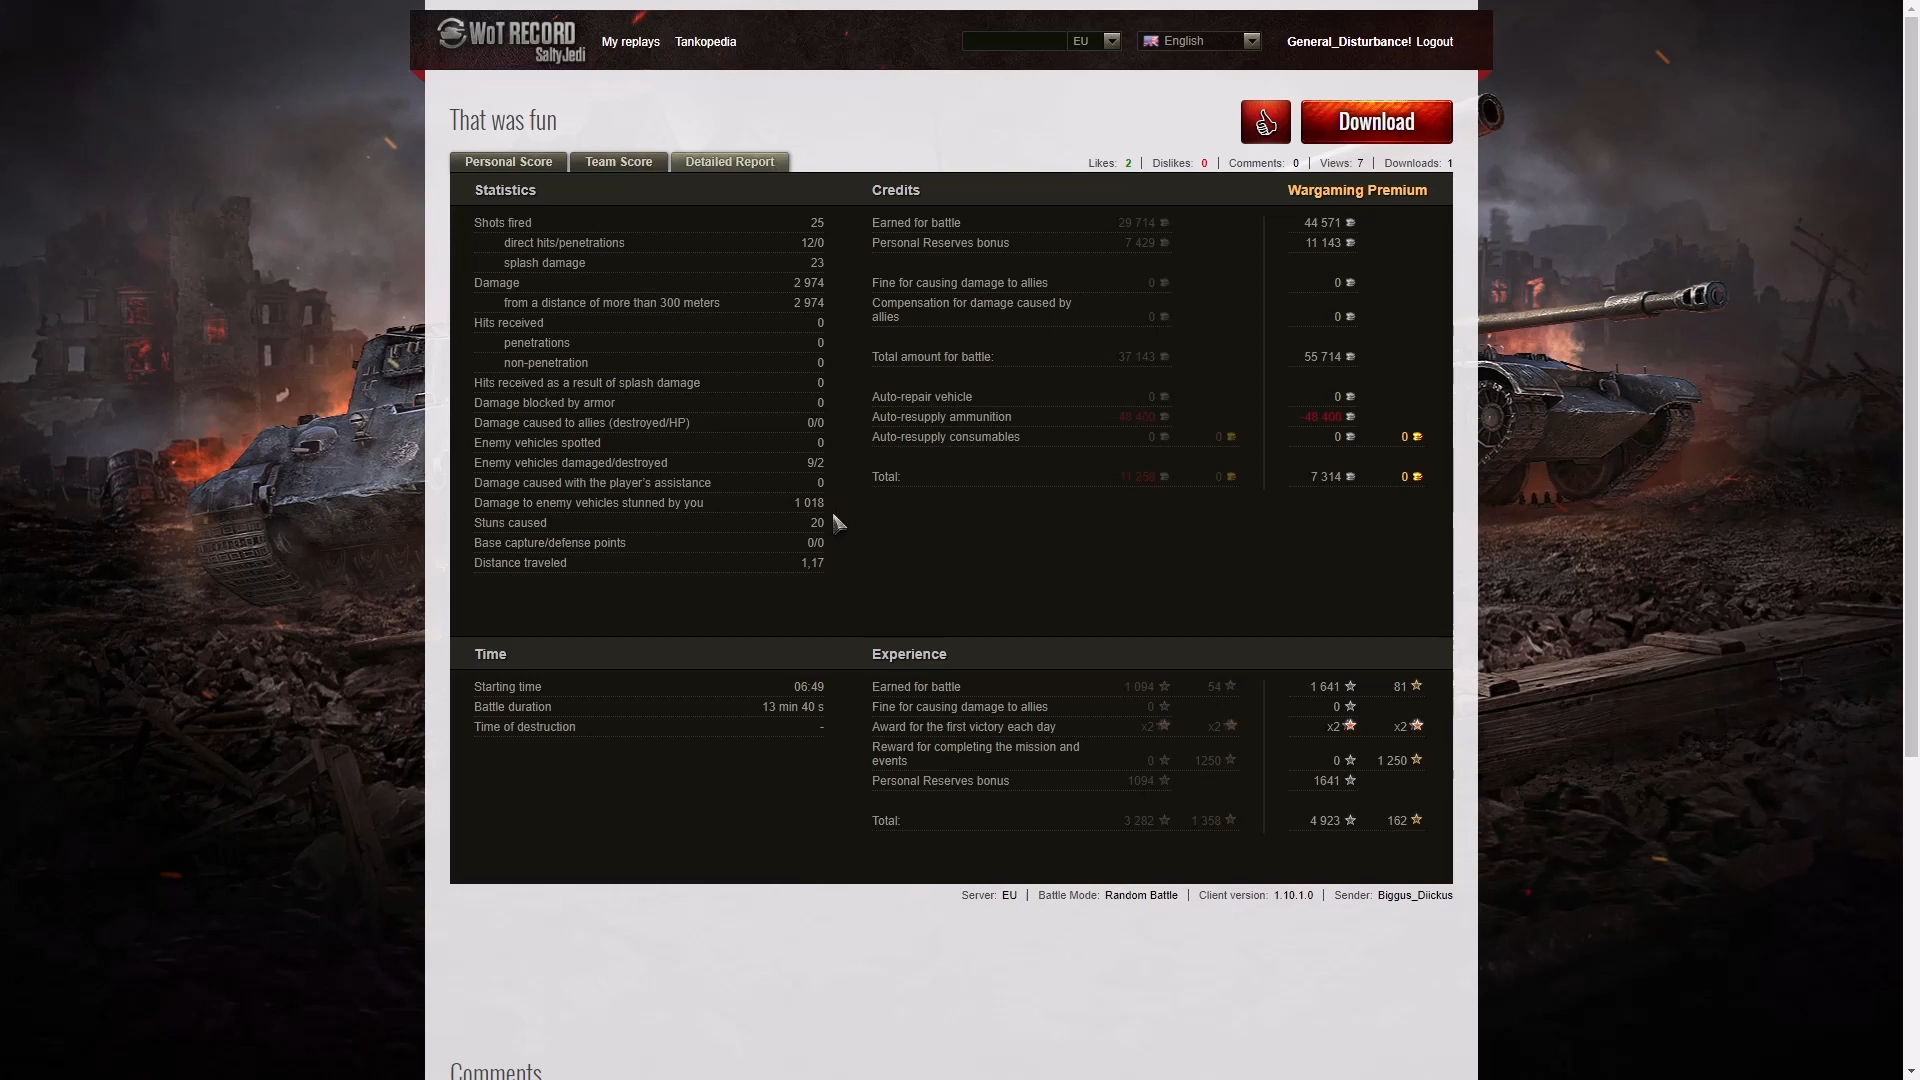 WoT RECORD
SaltyJedi
My replays Tankopedia
EU
English
General_Disturbance! Logout
That was fun
Download
Personal Score Team Score Detailed Report
Likes: 2 | Dislikes: 0 | Comments: 0 | Views: 7 | Downloads: 1
Statistics
Shots fired 25
direct hits/penetrations 12/0
splash damage 23
Damage 2 974
from a distance of more than 300 meters 2 974
Hits received 0
penetrations 0
non-penetration 0
Hits received as a result of splash damage 0
Damage blocked by armor 0
Damage caused to allies (destroyed/HP) 0/0
Enemy vehicles spotted 0
Enemy vehicles damaged/destroyed 9/2
Damage caused with the player's assistance 0
Damage to enemy vehicles stunned by you 1 018
Stuns caused 20
Base capture/defense points 0/0
Distance traveled 1,17
Credits Wargaming Premium
Earned for battle 29 714 44 571
Personal Reserves bonus 7 429 11 143
Fine for causing damage to allies 0 0
Compensation for damage caused by
allies 0 0
Total amount for battle: 37 143 55 714
Auto-repair vehicle 0 0
Auto-resupply ammunition -48 400 -48 400
Auto-resupply consumables 0 0 0 0
Total: -11 258 0 7 314 0
Time
Starting time 06:49
Battle duration 13 min 40 s
Time of destruction -
Experience
Earned for battle 1 094 54 1 641 81
Fine for causing damage to allies 0 0
Award for the first victory each day x2 x2 x2 x2
Reward for completing the mission and
events 0 1250 0 1 250
Personal Reserves bonus 1094 1641
Total: 3 282 1 358 4 923 162
Server: EU | Battle Mode: Random Battle | Client version: 1.10.1.0 | Sender: Biggus_Diickus
Comments